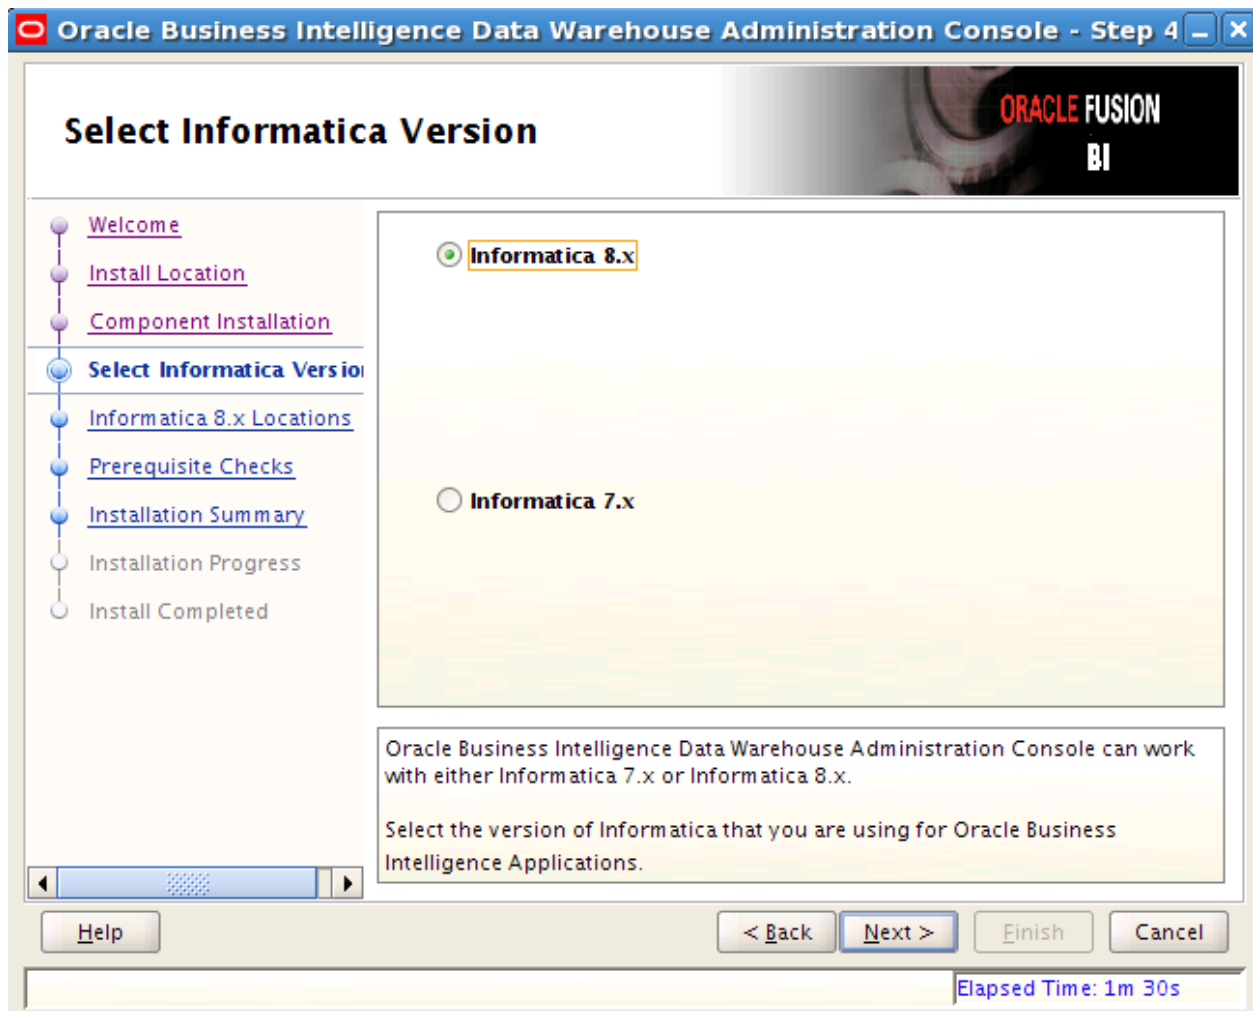 Oracle Business Intelligence Data Warehouse Administration Console - Step 4
Select Informatica Version
ORACLE FUSION
BI
Welcome
Install Location
Component Installation
Select Informatica Versio
Informatica 8.x Locations
Prerequisite Checks
Installation Summary
Installation Progress
Install Completed
Informatica 8.x
Informatica 7.x
Oracle Business Intelligence Data Warehouse Administration Console can work
with either Informatica 7.x or Informatica 8.x.
Select the version of Informatica that you are using for Oracle Business
Intelligence Applications.
Help
< Back
Next >
Finish
Cancel
Elapsed Time: 1m 30s